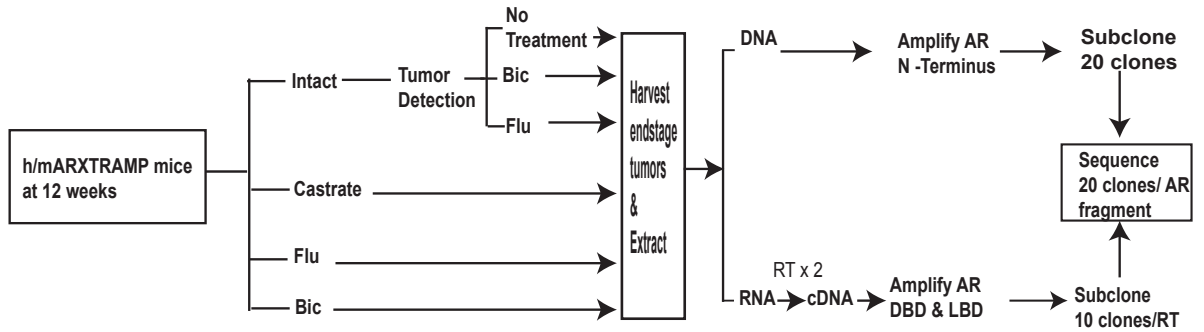 h/mARXTRAMP mice
at 12 weeks
Intact
Tumor
Detection
No
Treatment
Bic
Flu
Castrate
Flu
Bic
Harvest
endstage
tumors
&
Extract
DNA
Amplify AR
N -Terminus
Subclone
20 clones
Sequence
20 clones/ AR
fragment
RT x 2
RNA
cDNA
Amplify AR
DBD & LBD
Subclone
10 clones/RT